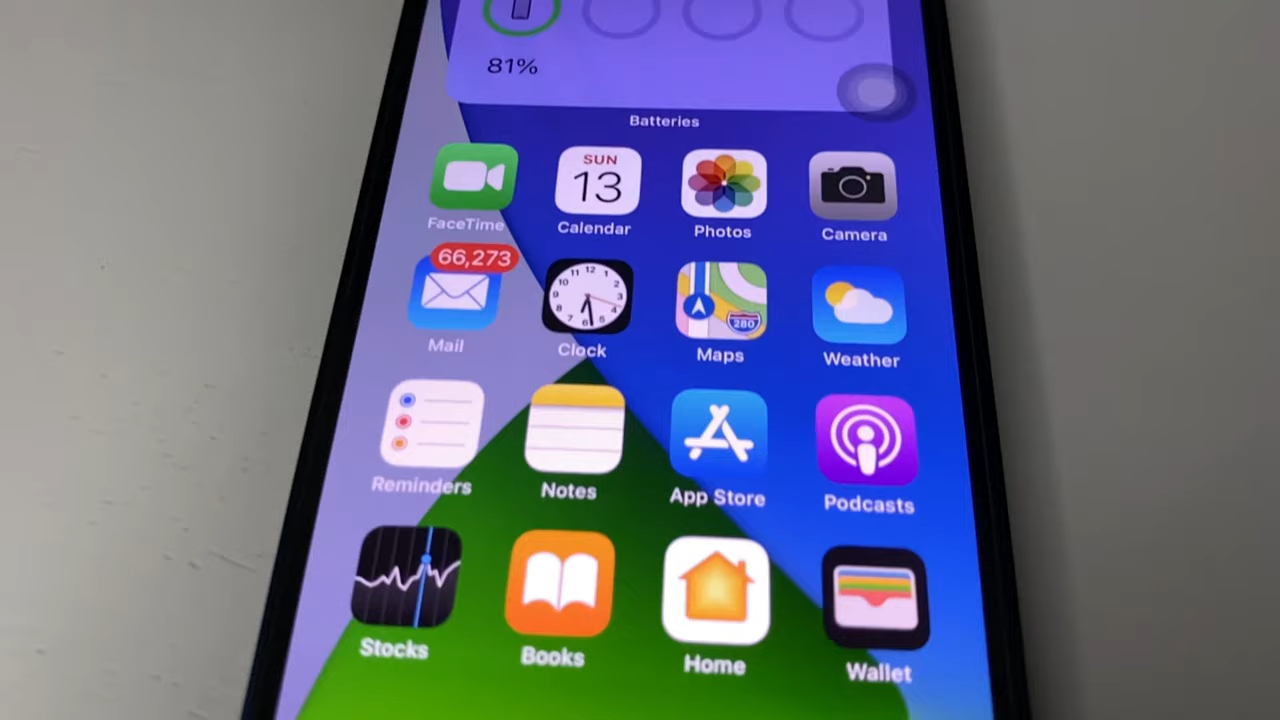 81%
Batteries
SUN
13
FaceTime
Calendar
Photos
Camera
66,273
280
Mail
Clock
Maps
Weather
Reminders
Notes
App Store
Podcasts
Stocks
Books
Home
Wallet